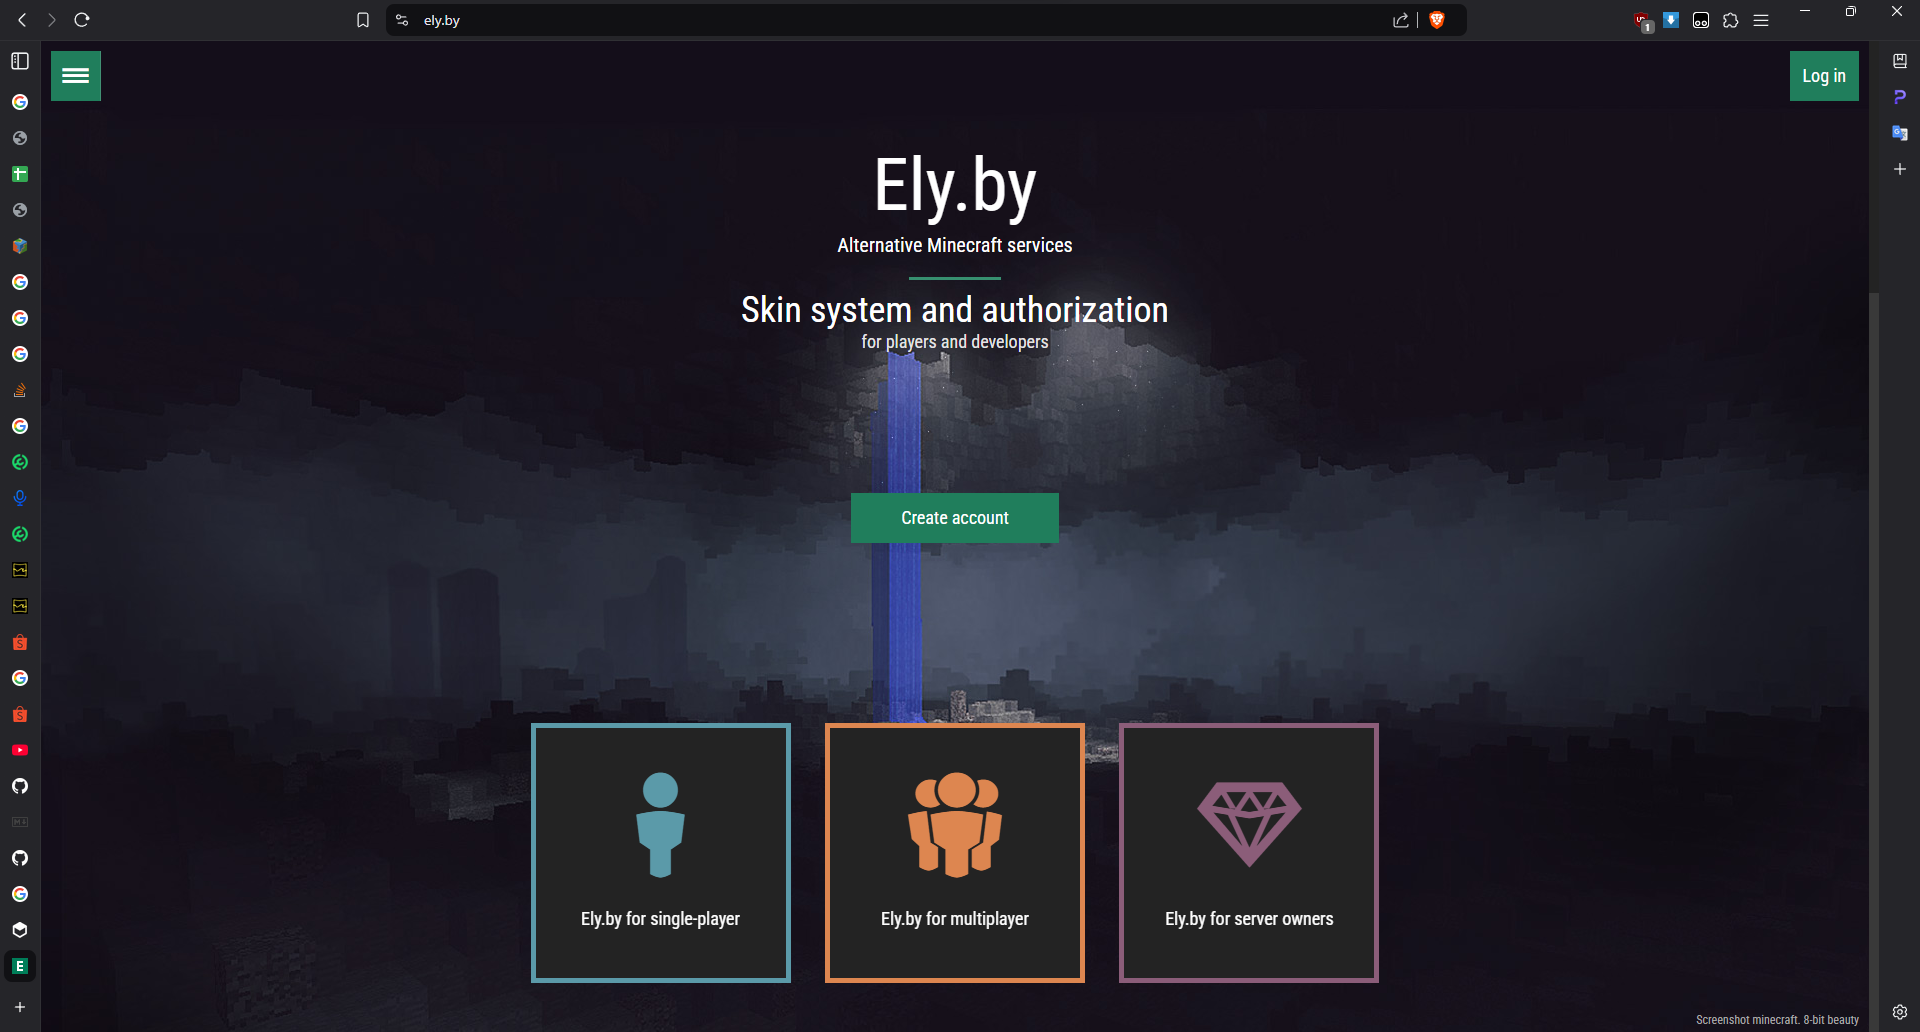 ely.by
1
Log in
Ely.by
Alternative Minecraft services
Skin system and authorization
for players and developers
Create account
Ely.by for single-player
Ely.by for multiplayer
Ely.by for server owners
E
Screenshot minecraft. 8-bit beauty